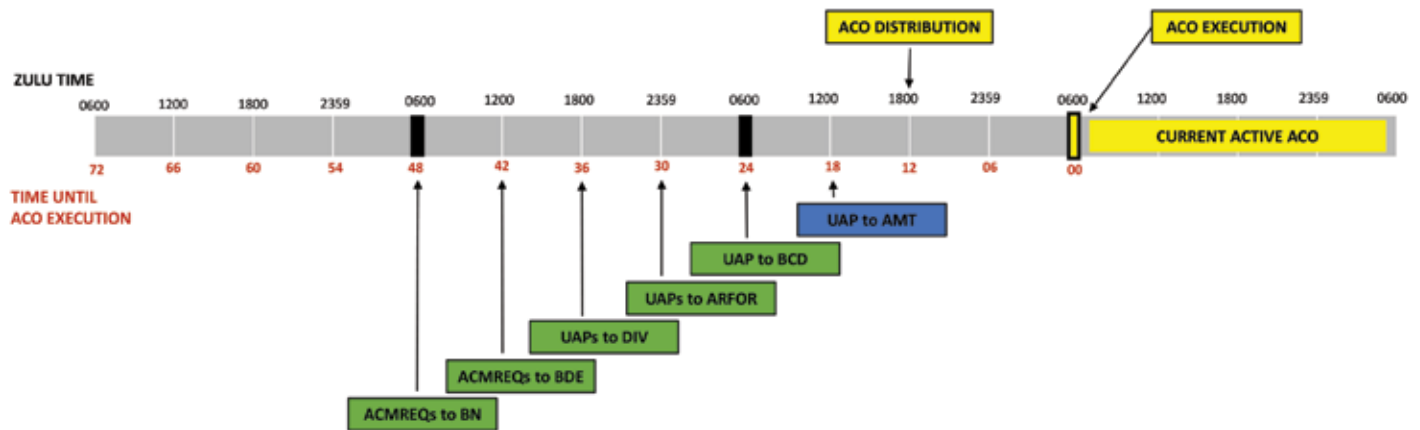 ACO DISTRIBUTION ACO EXECUTION
ZULU TIME
0600 1200 1800 2359 0600 1200 1800 2359 0600 1200 1800 2359 0600 1200 1800 2359 0600
CURRENT ACTIVE ACO
72 66 60 54 48 42 36 30 24 18 12 06 00
TIME UNTIL
ACO EXECUTION
UAP to AMT
UAP to BCD
UAPs to ARFOR
UAPs to DIV
ACMREQs to BDE
ACMREQs to BN